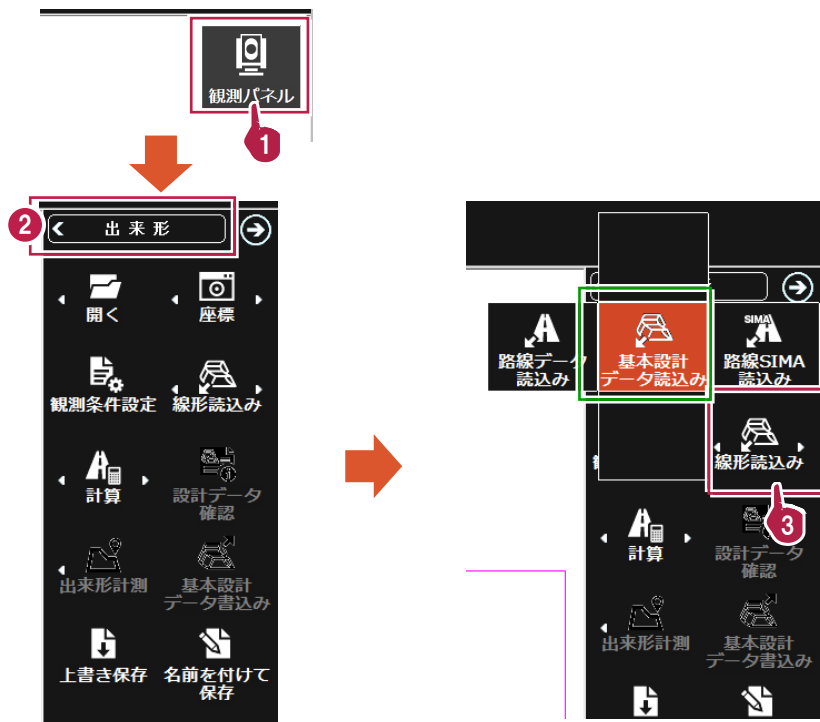 観測パネル
1
2
出来形
開く
座標
観測条件設定
線形読込み
計算
設計データ
確認
出来形計測
基本設計
データ書込み
上書き保存
名前を付けて
保存
路線データ
読込み
基本設計
データ読込み
SIMA
路線SIMA
読込み
線形読込み
3
計算
設計データ
確認
出来形計測
基本設計
データ書込み